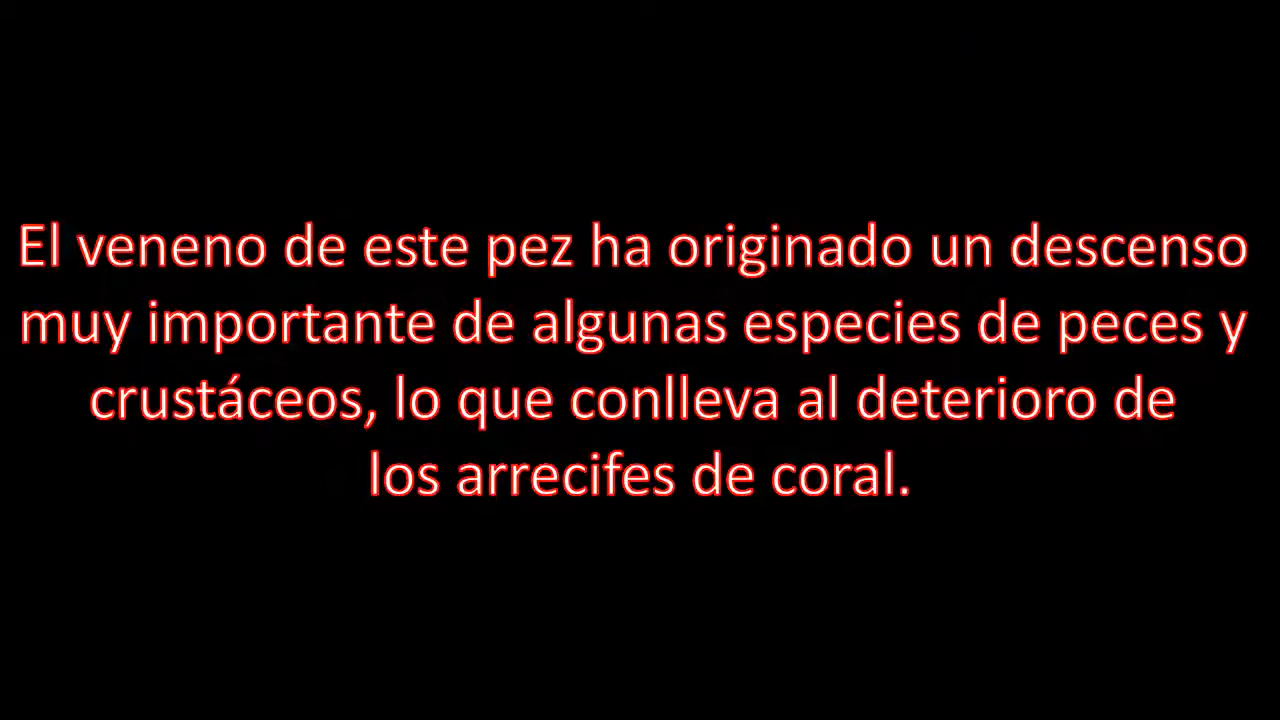 El veneno de este pez ha originado un descenso
muy importante de algunas especies de peces y
crustáceos, lo que conlleva al deterioro de
los arrecifes de coral.